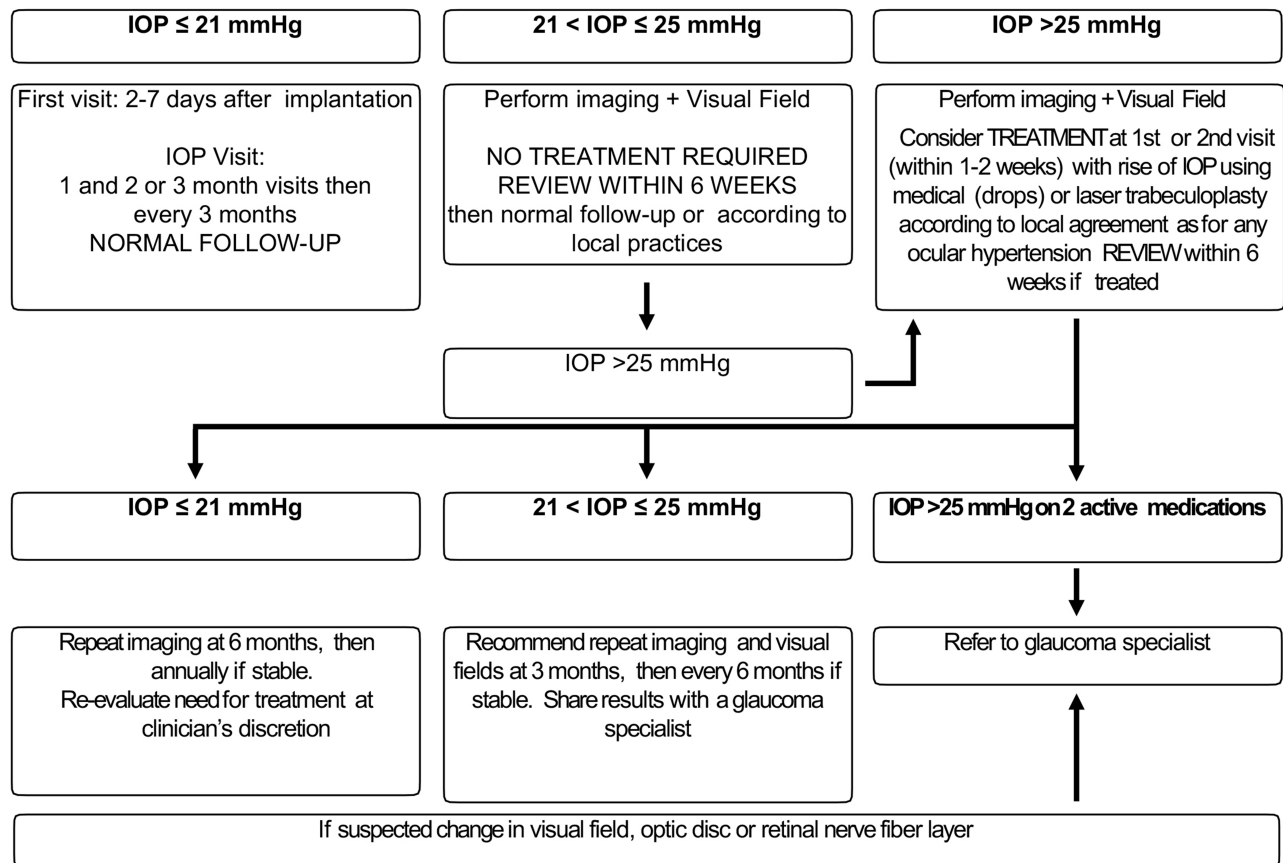 IOP ≤ 21 mmHg
21 < IOP ≤ 25 mmHg
IOP >25 mmHg
First visit: 2-7 days after implantation
IOP Visit:
1 and 2 or 3 month visits then
every 3 months
NORMAL FOLLOW-UP
Perform imaging + Visual Field
NO TREATMENT REQUIRED
REVIEW WITHIN 6 WEEKS
then normal follow-up or according to
local practices
Perform imaging + Visual Field
Consider TREATMENT at 1st or 2nd visit
(within 1-2 weeks) with rise of IOP using
medical (drops) or laser trabeculoplasty
according to local agreement as for any
ocular hypertension REVIEW within 6
weeks if treated
IOP >25 mmHg
IOP ≤ 21 mmHg
21 < IOP ≤ 25 mmHg
IOP >25 mmHg on 2 active medications
Repeat imaging at 6 months, then
annually if stable.
Re-evaluate need for treatment at
clinician's discretion
Recommend repeat imaging and visual
fields at 3 months, then every 6 months if
stable. Share results with a glaucoma
specialist
Refer to glaucoma specialist
If suspected change in visual field, optic disc or retinal nerve fiber layer